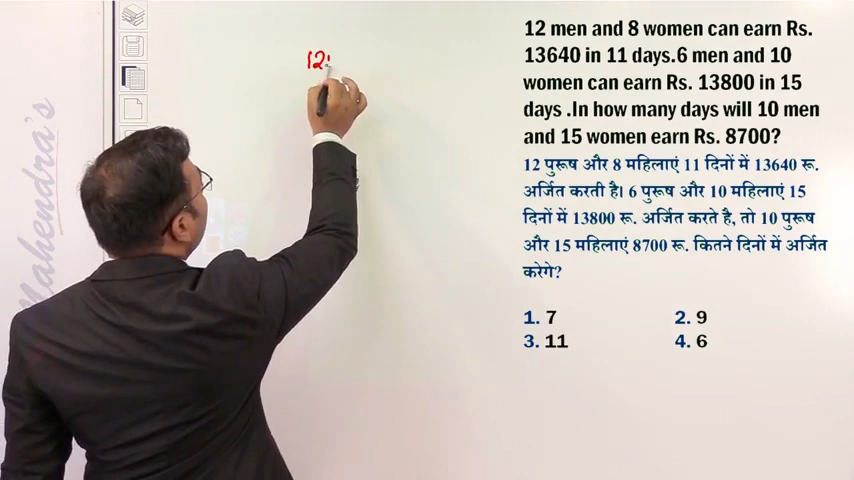 Mahendra's
12
12 men and 8 women can earn Rs.
13640 in 11 days.6 men and 10
women can earn Rs. 13800 in 15
days .In how many days will 10 men
and 15 women earn Rs. 8700?
12 पुरूष और 8 महिलाएं 11 दिनों में 13640 रू.
अर्जित करती है। 6 पुरूष और 10 महिलाएं 15
दिनों में 13800 रू. अर्जित करते है, तो 10 पुरूष
और 15 महिलाएं 8700 रू. कितने दिनों में अर्जित
करेगे?
1. 7 2. 9
3. 11 4. 6